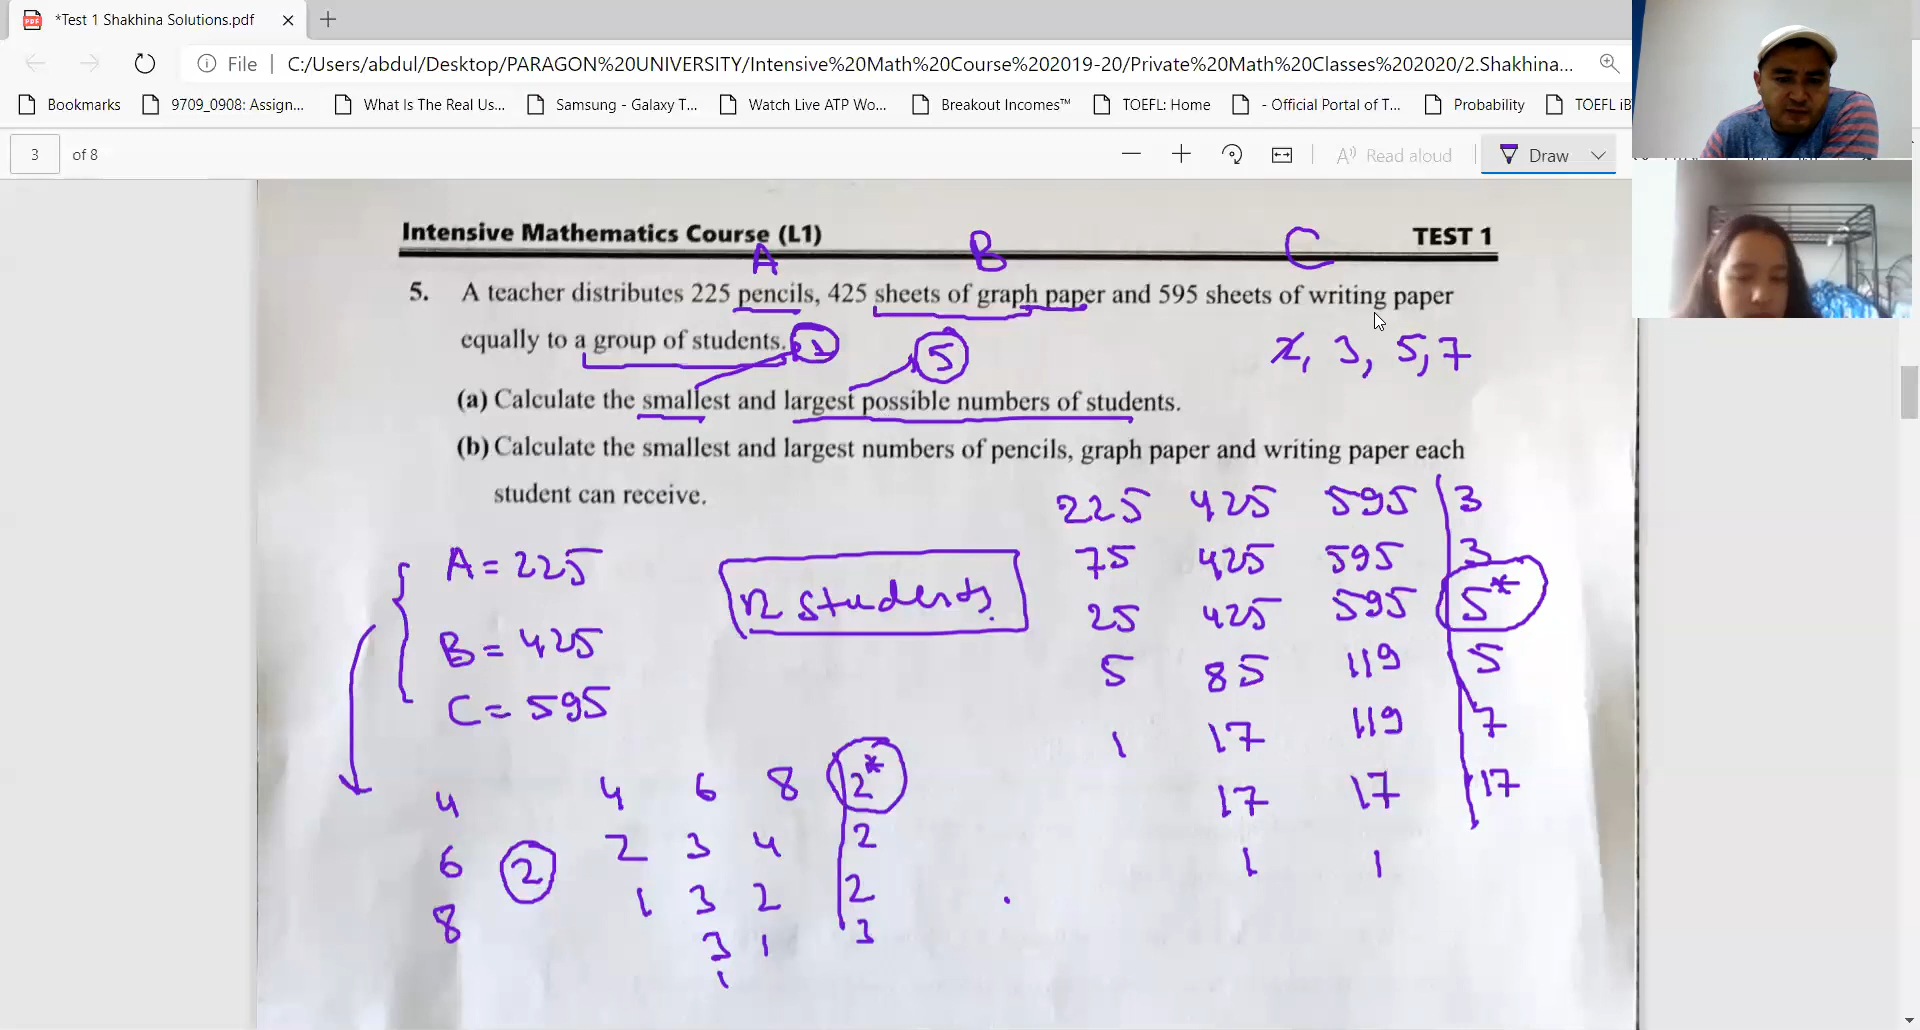 *Test 1 Shakhina Solutions.pdf
File | C:/Users/abdul/Desktop/PARAGON%20UNIVERSITY/Intensive%20Math%20Course%202019-20/Private%20Math%20Classes%202020/2.Shakhina...
Bookmarks 9709_0908: Assign... What Is The Real Us... Samsung - Galaxy T... Watch Live ATP Wo... Breakout Incomes™ TOEFL: Home - Official Portal of T... Probability TOEFL iB
3 of 8 Read aloud Draw
Intensive Mathematics Course (L1) TEST 1
A B C
5. A teacher distributes 225 pencils, 425 sheets of graph paper and 595 sheets of writing paper
equally to a group of students. 1 5 2, 3, 5, 7
(a) Calculate the smallest and largest possible numbers of students.
(b) Calculate the smallest and largest numbers of pencils, graph paper and writing paper each
student can receive.
225 425 595 3
A = 225 75 425 595 3
n students. 25 425 595 5*
B = 425 5 85 119 5
C = 595 1 17 119 7
4 4 6 8 2* 17 17 17
6 2 2 3 4 2 1 1
8 1 3 2 2
3 1 3
1